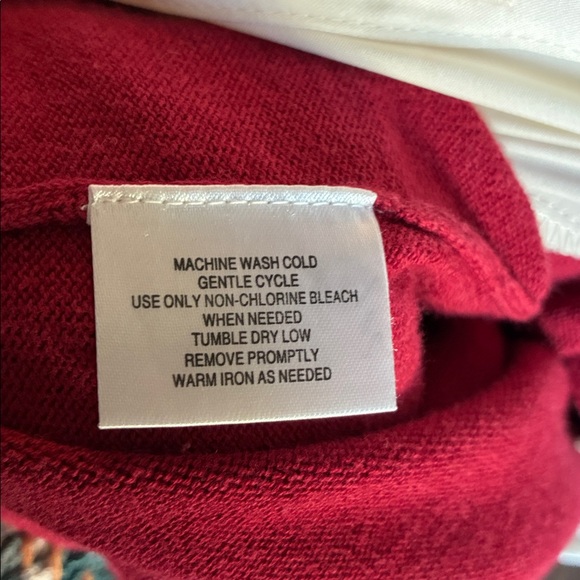 MACHINE WASH COLD
GENTLE CYCLE
USE ONLY NON-CHLORINE BLEACH
WHEN NEEDED
TUMBLE DRY LOW
REMOVE PROMPTLY
WARM IRON AS NEEDED